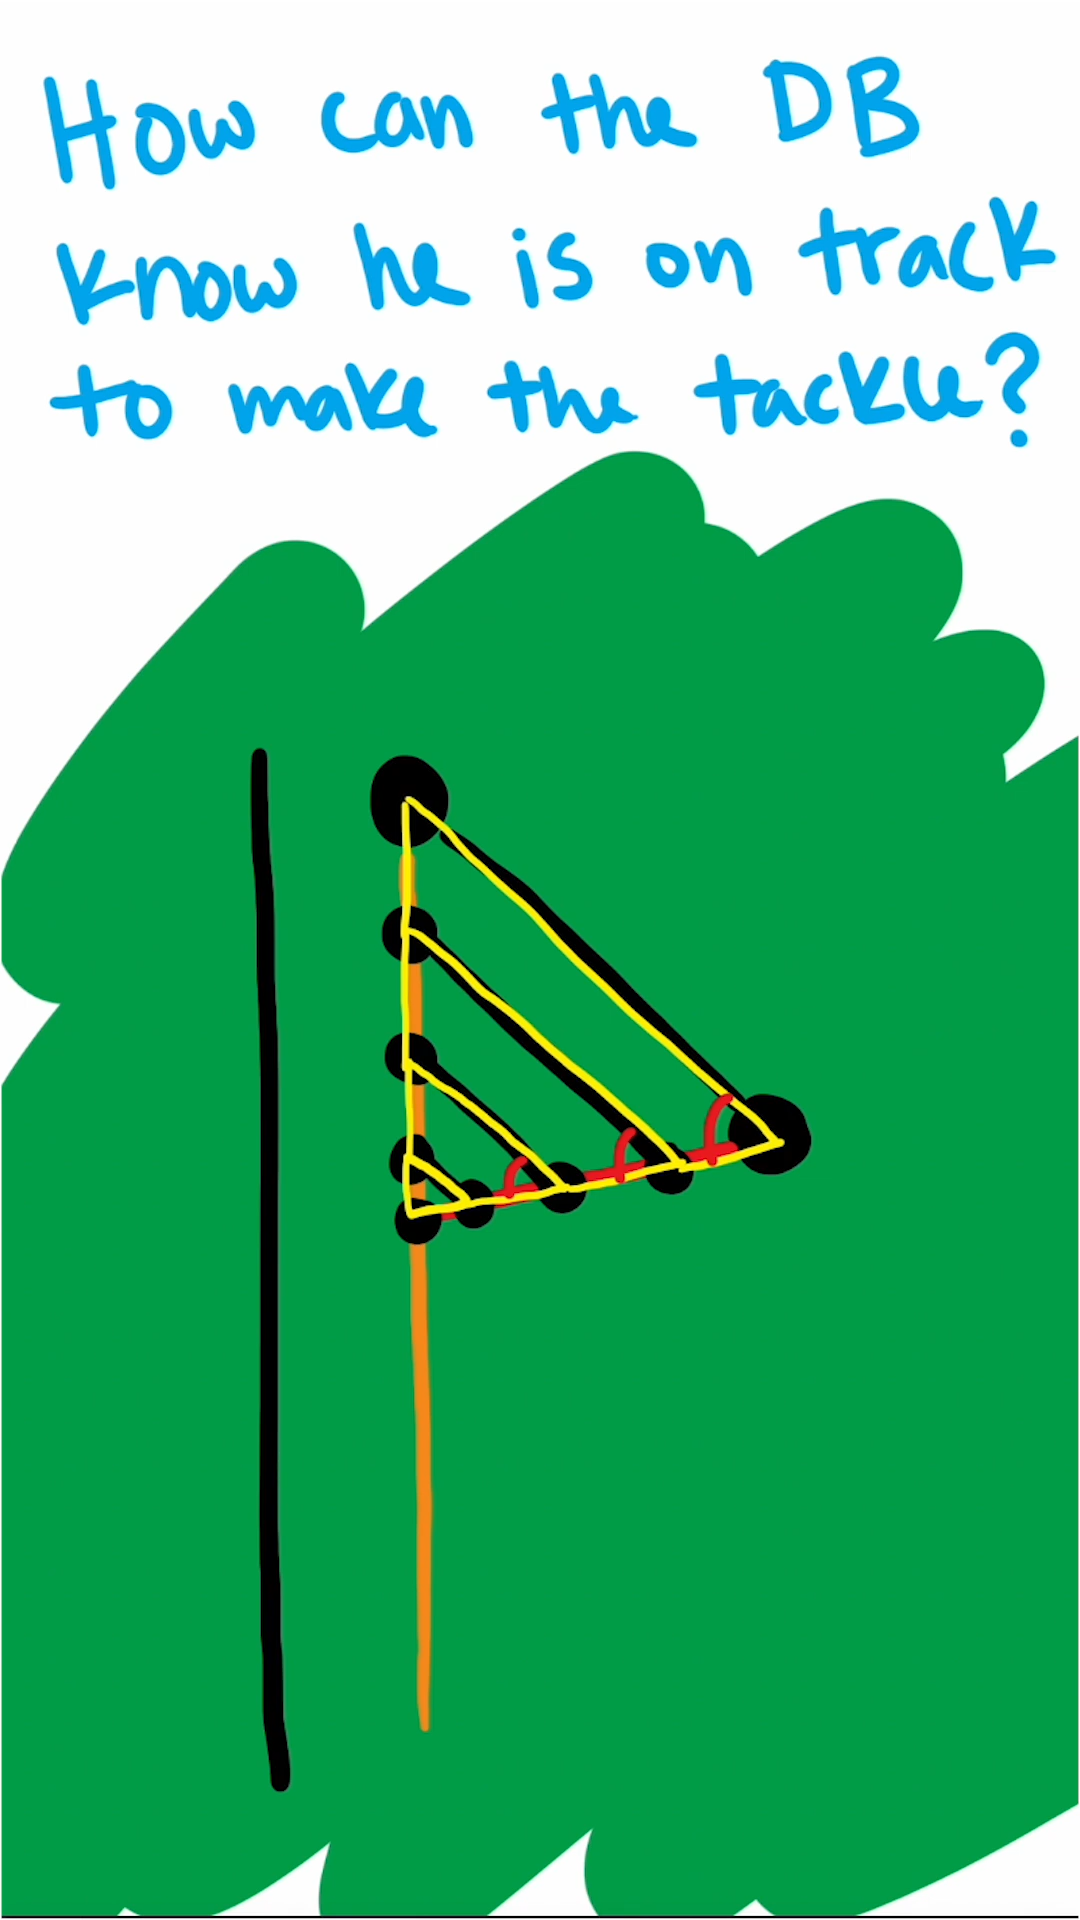 How can the DB
know he is on track
to make the tackle?